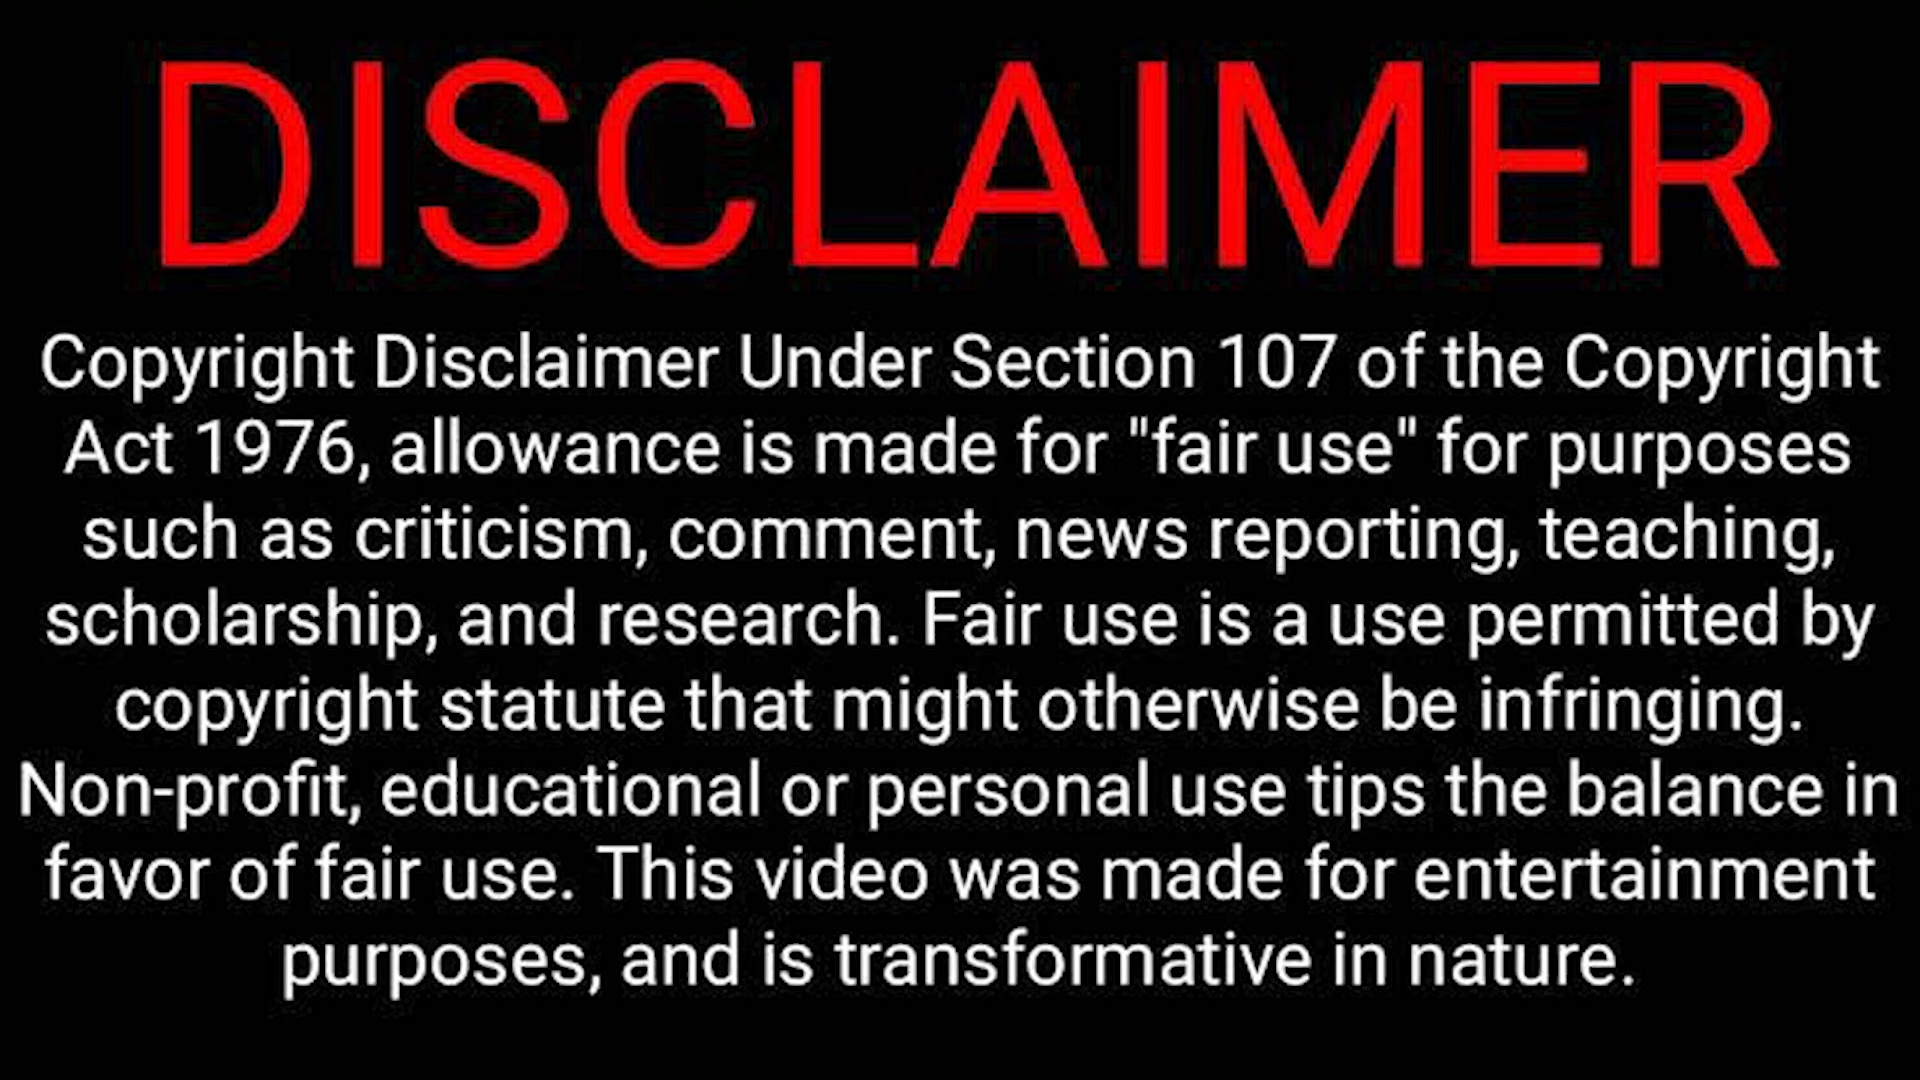 DISCLAIMER
Copyright Disclaimer Under Section 107 of the Copyright
Act 1976, allowance is made for "fair use" for purposes
such as criticism, comment, news reporting, teaching,
scholarship, and research. Fair use is a use permitted by
copyright statute that might otherwise be infringing.
Non-profit, educational or personal use tips the balance in
favor of fair use. This video was made for entertainment
purposes, and is transformative in nature.